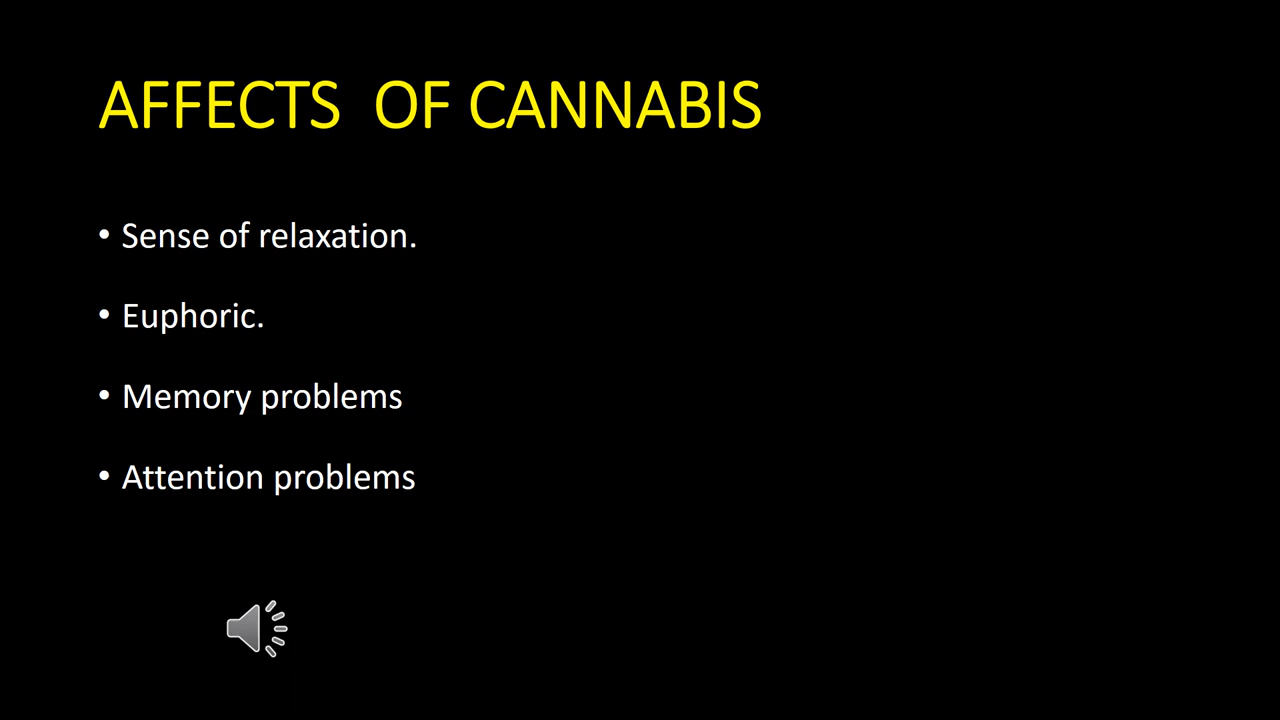 AFFECTS  OF CANNABIS
• Sense of relaxation.
• Euphoric.
• Memory problems
• Attention problems